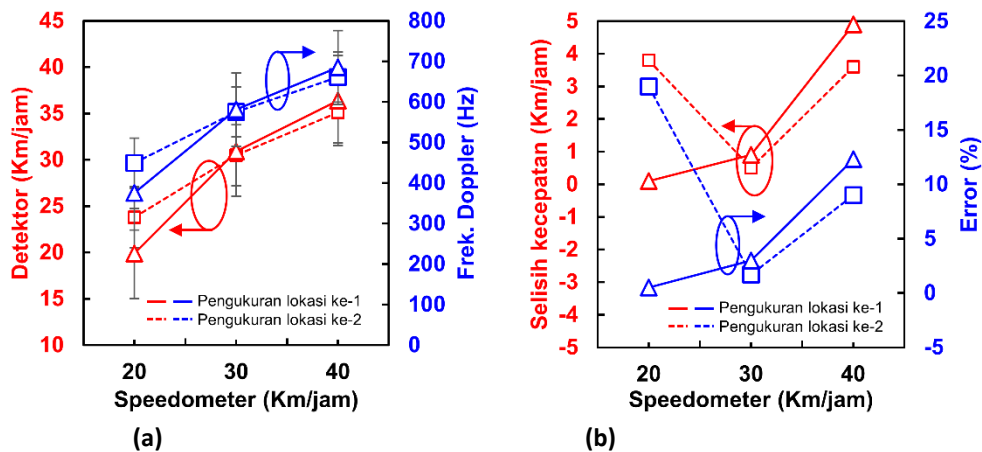 45
40
35
30
25
20
15
10
Detektor (Km/jam)
800
700
600
500
400
300
200
100
0
Frek. Doppler (Hz)
Pengukuran lokasi ke-1
Pengukuran lokasi ke-2
20 30 40
Speedometer (Km/jam)
(a)
5
4
3
2
1
0
-1
-2
-3
-4
-5
Selisih kecepatan (Km/jam)
25
20
15
10
5
0
-5
Error (%)
Pengukuran lokasi ke-1
Pengukuran lokasi ke-2
20 30 40
Speedometer (Km/jam)
(b)